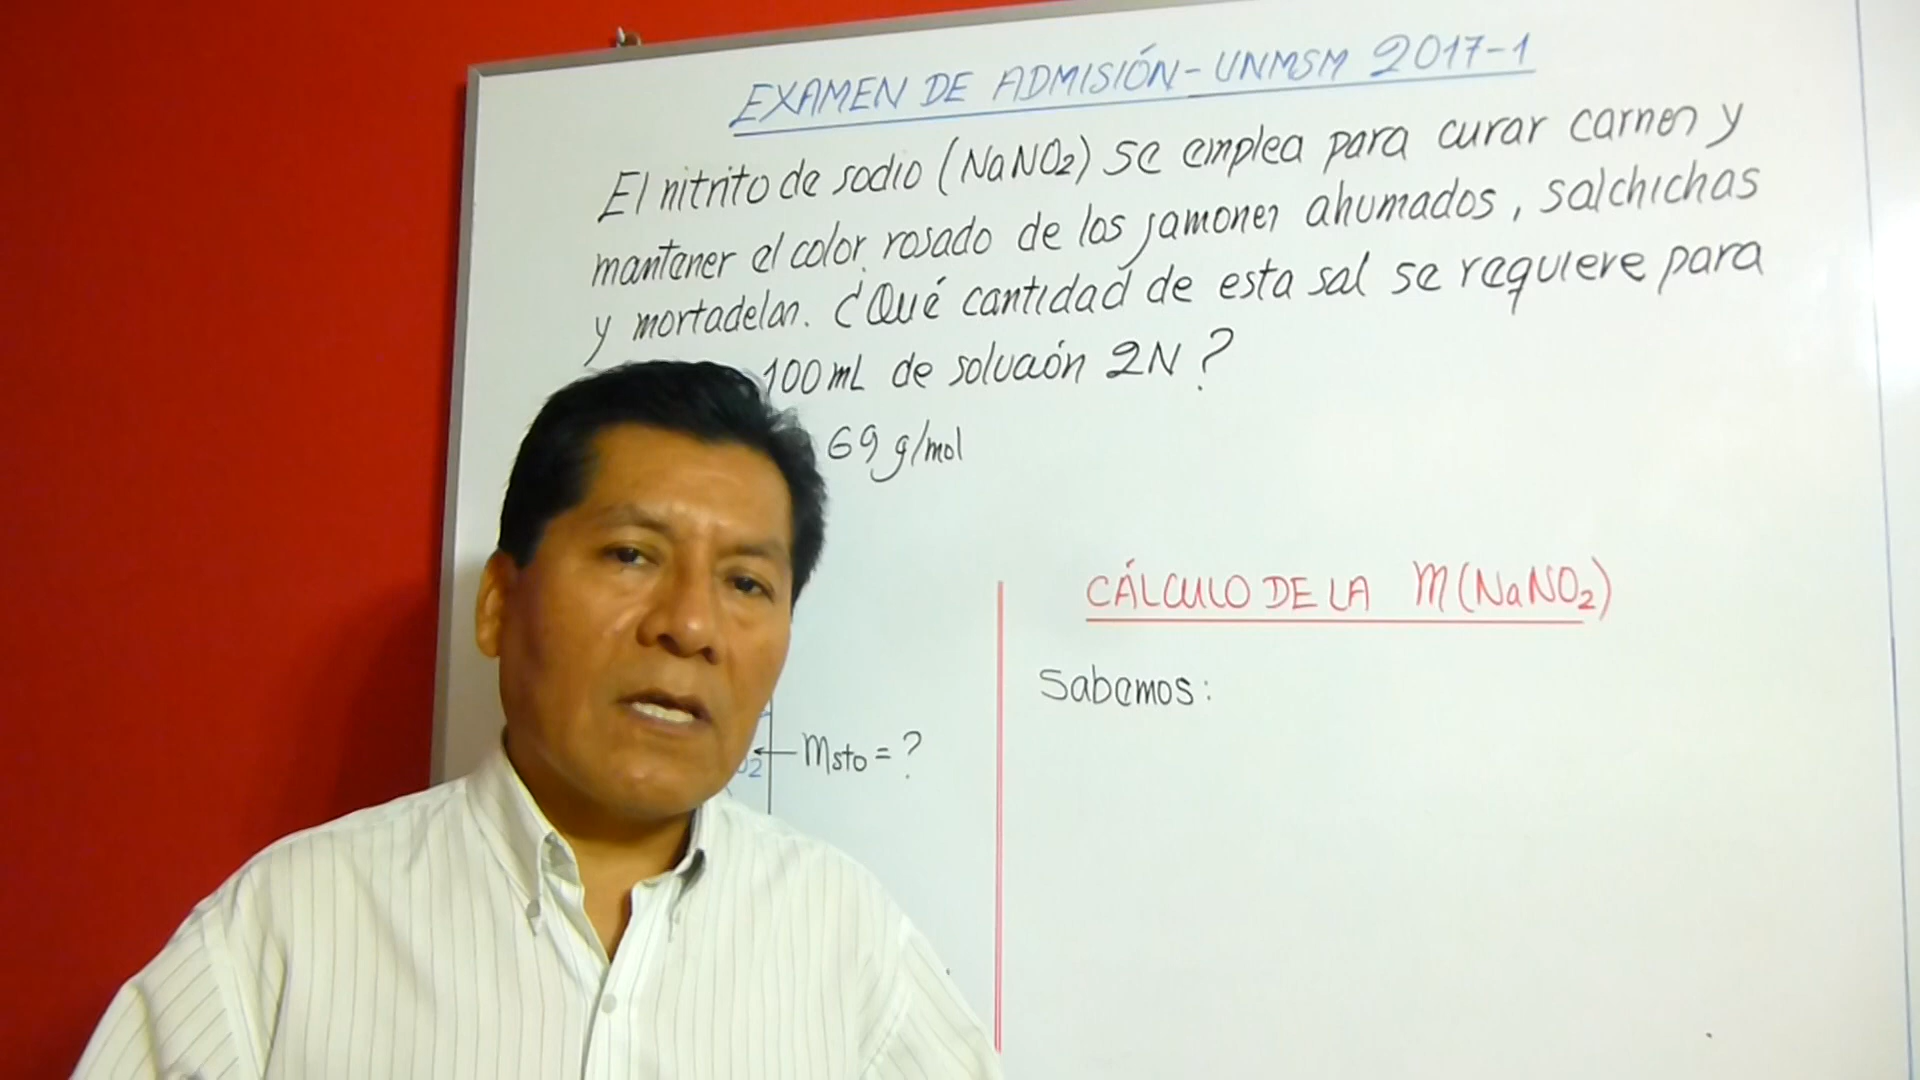 EXAMEN DE ADMISIÓN-UNMSM 2017-1
El nitrito de sodio (NaNO2) se emplea para curar carnes y
mantener el color rosado de los jamones ahumados, salchichas
y mortadelas. ¿Qué cantidad de esta sal se requiere para
100mL de solución 2N?
69 g/mol
CÁLCULO DE LA m(NaNO2)
Sabemos:
O2 msto = ?